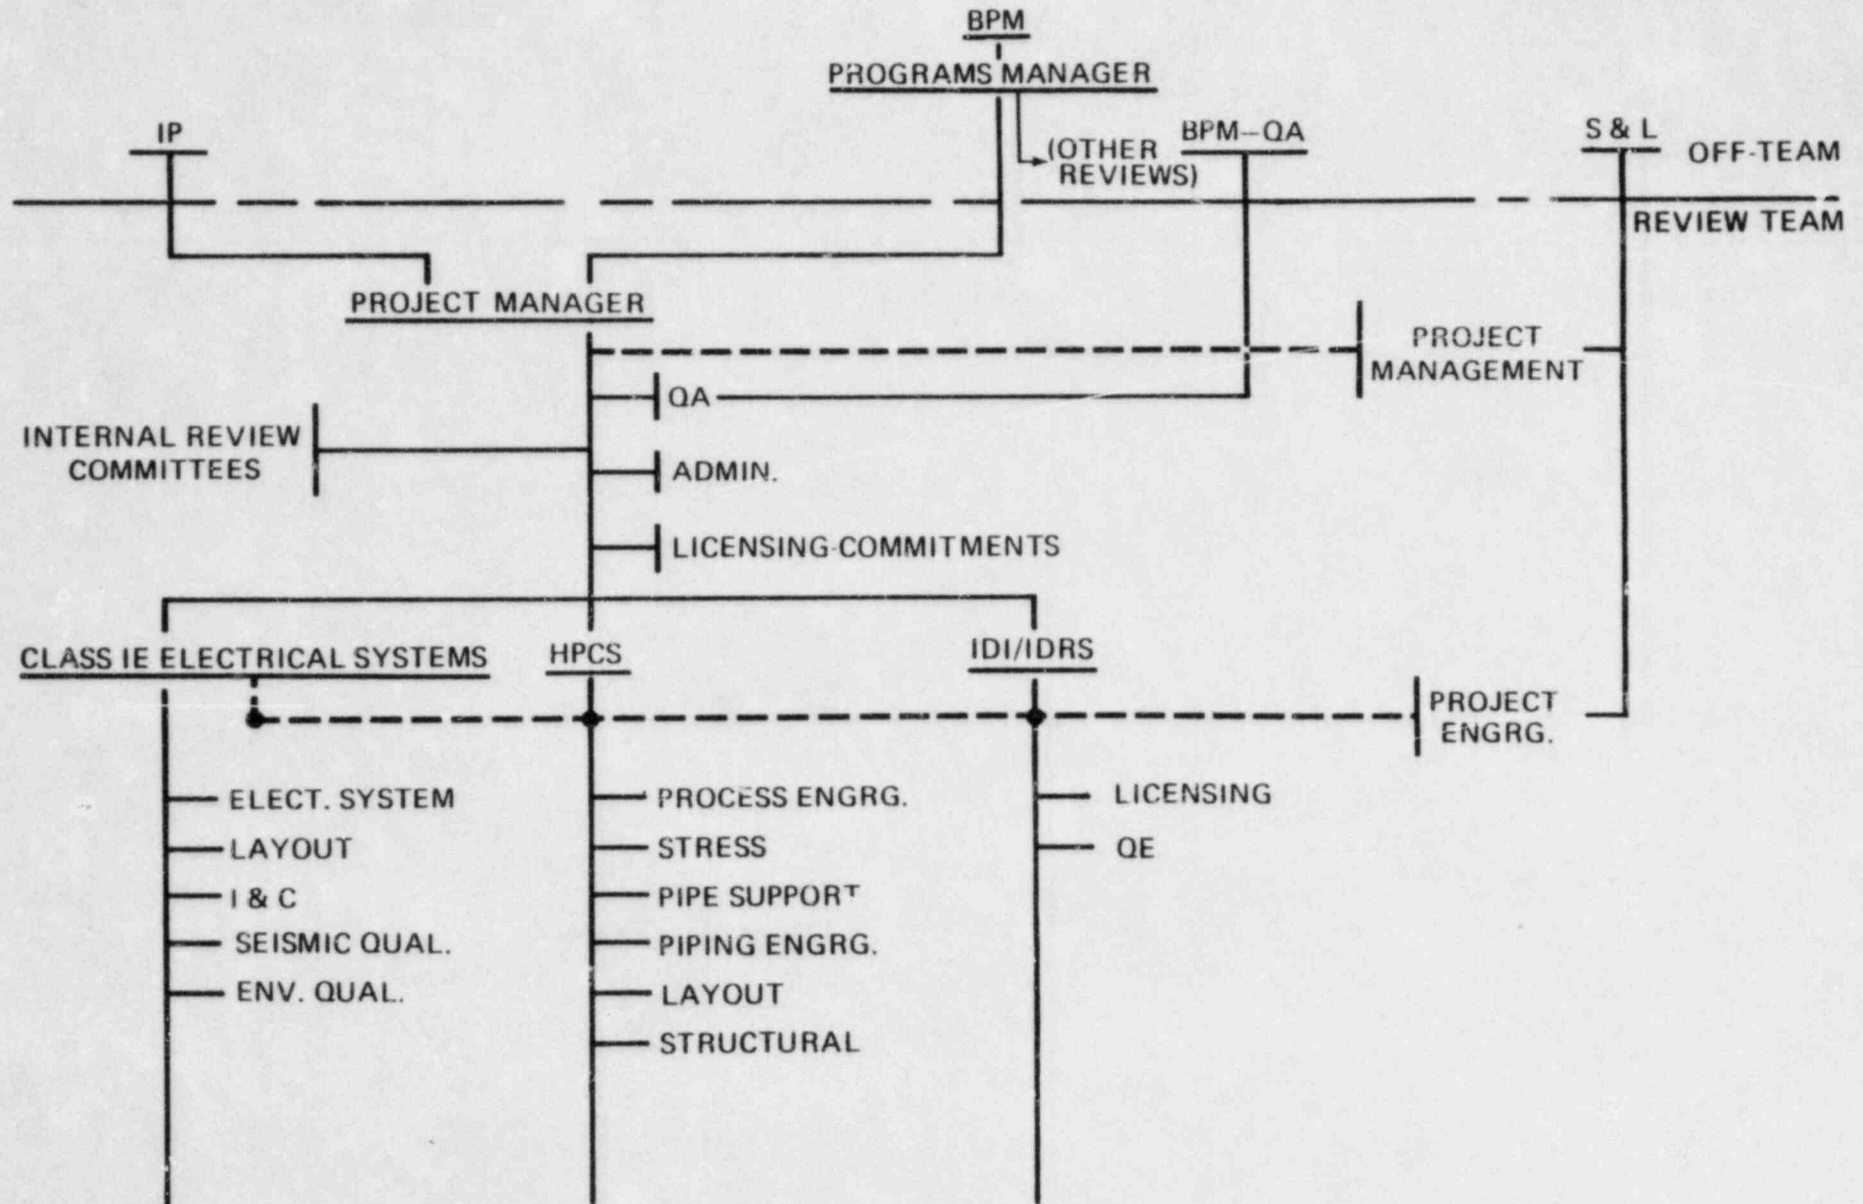 BPM
PROGRAMS MANAGER
IP
BPM-QA
S & L
(OTHER
REVIEWS)
OFF-TEAM
REVIEW TEAM
PROJECT MANAGER
PROJECT
MANAGEMENT
QA
INTERNAL REVIEW
COMMITTEES
ADMIN.
LICENSING-COMMITMENTS
CLASS IE ELECTRICAL SYSTEMS
HPCS
IDI/IDRS
PROJECT
ENGRG.
ELECT. SYSTEM
LAYOUT
I & C
SEISMIC QUAL.
ENV. QUAL.
PROCESS ENGRG.
STRESS
PIPE SUPPORT
PIPING ENGRG.
LAYOUT
STRUCTURAL
LICENSING
QE